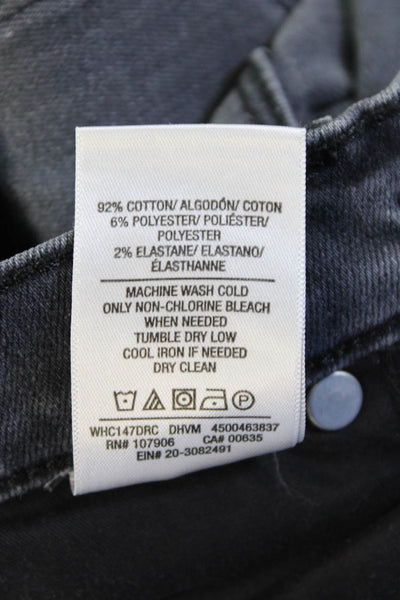 92% COTTON/ ALGODÓN/ COTON
6% POLYESTER/ POLIÉSTER/
POLYESTER
2% ELASTANE/ ELASTANO/
ÉLASTHANNE
MACHINE WASH COLD
ONLY NON-CHLORINE BLEACH
WHEN NEEDED
TUMBLE DRY LOW
COOL IRON IF NEEDED
DRY CLEAN
P
WHC147DRC DHVM 4500463837
RN# 107906 CA# 00635
EIN# 20-3082491